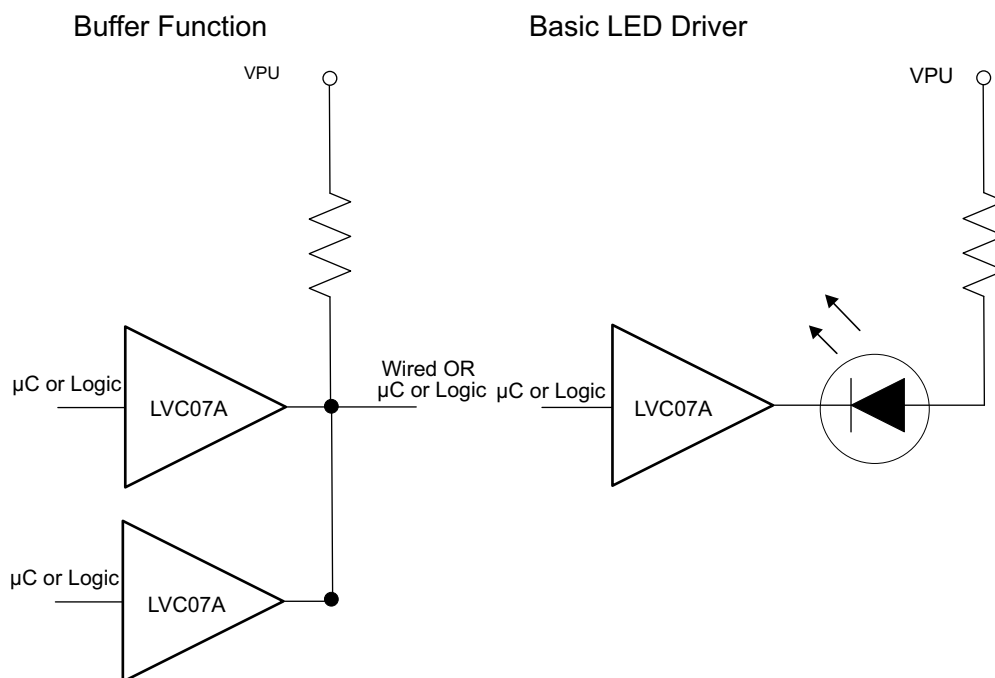 Buffer Function
VPU
µC or Logic
LVC07A
Wired OR
µC or Logic
µC or Logic
LVC07A
Basic LED Driver
VPU
µC or Logic
LVC07A